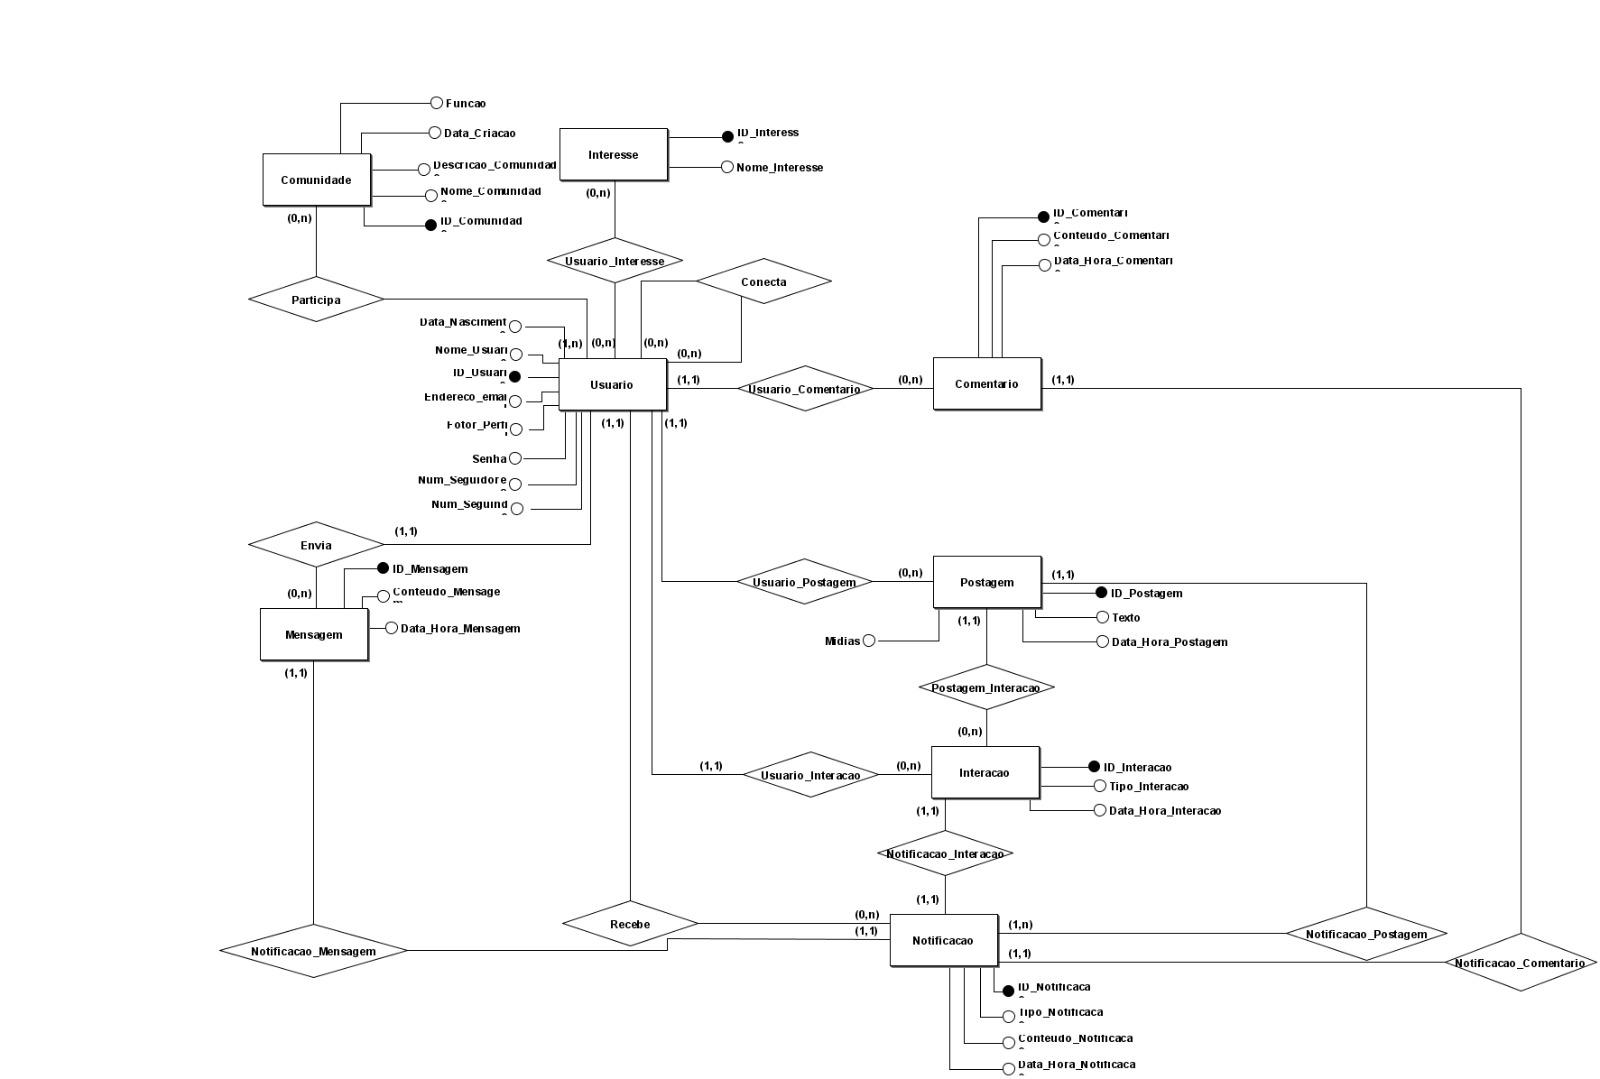 Funcao
Data_Criacao
Descricao_Comunidad
Nome_Comunidad
ID_Comunidad
Comunidade
(0,n)
Participa
Interesse
ID_Interess
Nome_Interesse
(0,n)
Usuario_Interesse
Conecta
(1,n)
(0,n)
(0,n)
(0,n)
Data_Nasciment
Nome_Usuari
ID_Usuari
Endereco_emai
Fotor_Perfi
Senha
Num_Seguidore
Num_Seguind
Usuario
(1,1)
Usuario_Comentario
(0,n)
Comentario
ID_Comentari
Conteudo_Comentari
Data_Hora_Comentari
(1,1)
(1,1)
(1,1)
Envia
(1,1)
(0,n)
ID_Mensagem
Conteudo_Mensage
Data_Hora_Mensagem
Mensagem
(1,1)
Usuario_Postagem
(0,n)
Postagem
(1,1)
ID_Postagem
Texto
Data_Hora_Postagem
Midias
(1,1)
Postagem_Interacao
(0,n)
(1,1)
Usuario_Interacao
(0,n)
Interacao
ID_Interacao
Tipo_Interacao
Data_Hora_Interacao
(1,1)
Notificacao_Interacao
(1,1)
Recebe
(0,n)
Notificacao_Mensagem
(1,1)
Notificacao
(1,n)
Notificacao_Postagem
(1,1)
Notificacao_Comentario
ID_Notificaca
Tipo_Notificaca
Conteudo_Notificaca
Data_Hora_Notificaca